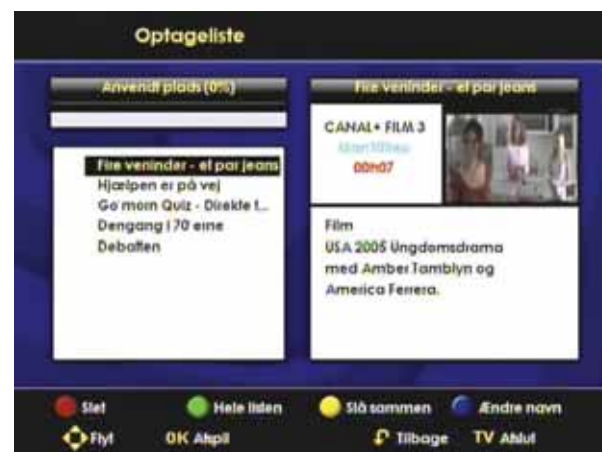 Optageliste
Anvendt plads (0%)
Fire veninder - et par jeans
Hjælpen er på vej
Go'morn Quiz - Direkte f...
Dengang i 70'erne
Debatten
Fire veninder - et par jeans
CANAL+ FILM 3
00h07
Film
USA 2005 Ungdomsdrama
med Amber Tamblyn og
America Ferrera.
Slet
Hele listen
Slå sammen
Ændre navn
Flyt
OK Afspil
Tilbage
TV Afslut